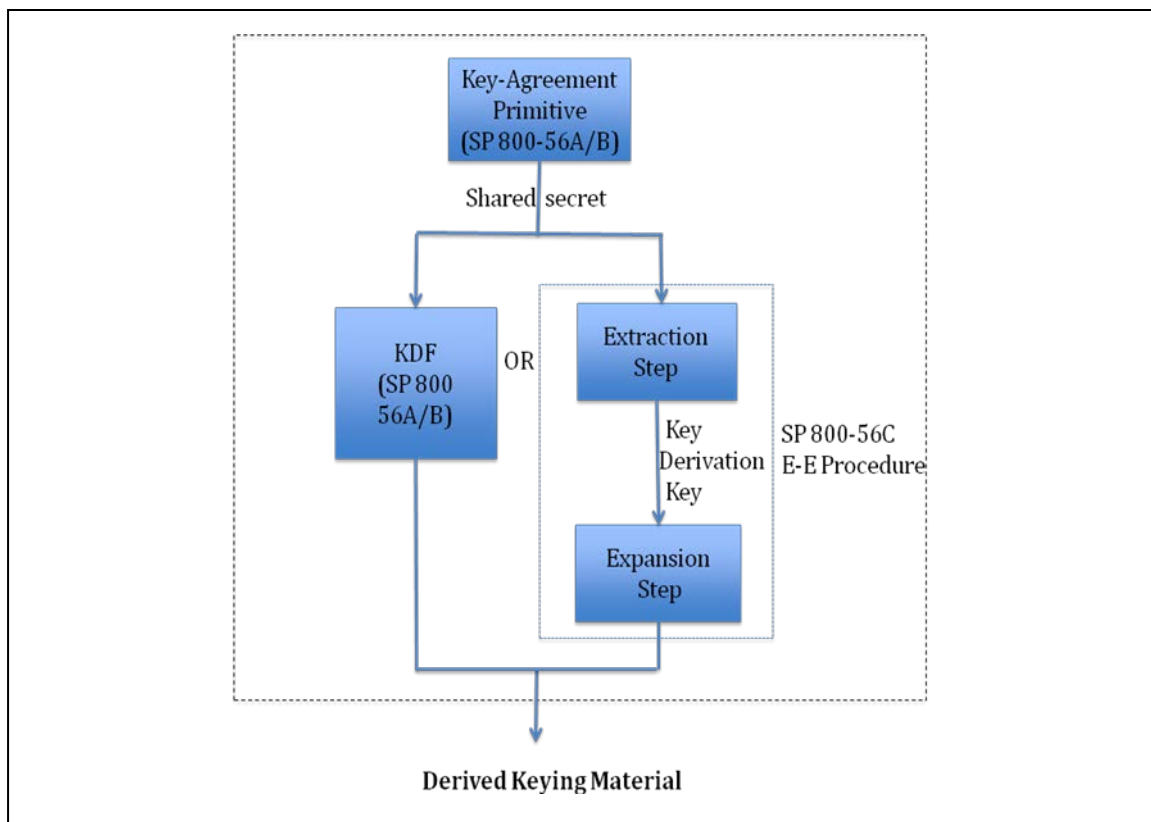 Key-Agreement
Primitive
(SP 800-56A/B)
Shared secret
KDF
(SP 800
56A/B)
OR
Extraction
Step
Key
Derivation
Key
SP 800-56C
E-E Procedure
Expansion
Step
Derived Keying Material